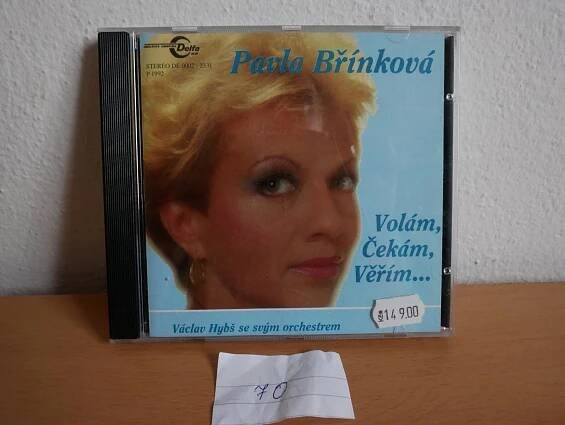 Delta
STEREO DE 0002 - 2331
P 1992
Pavla Břínková
Volám,
Čekám,
Věřím...
149.00
Václav Hybš se svým orchestrem
70